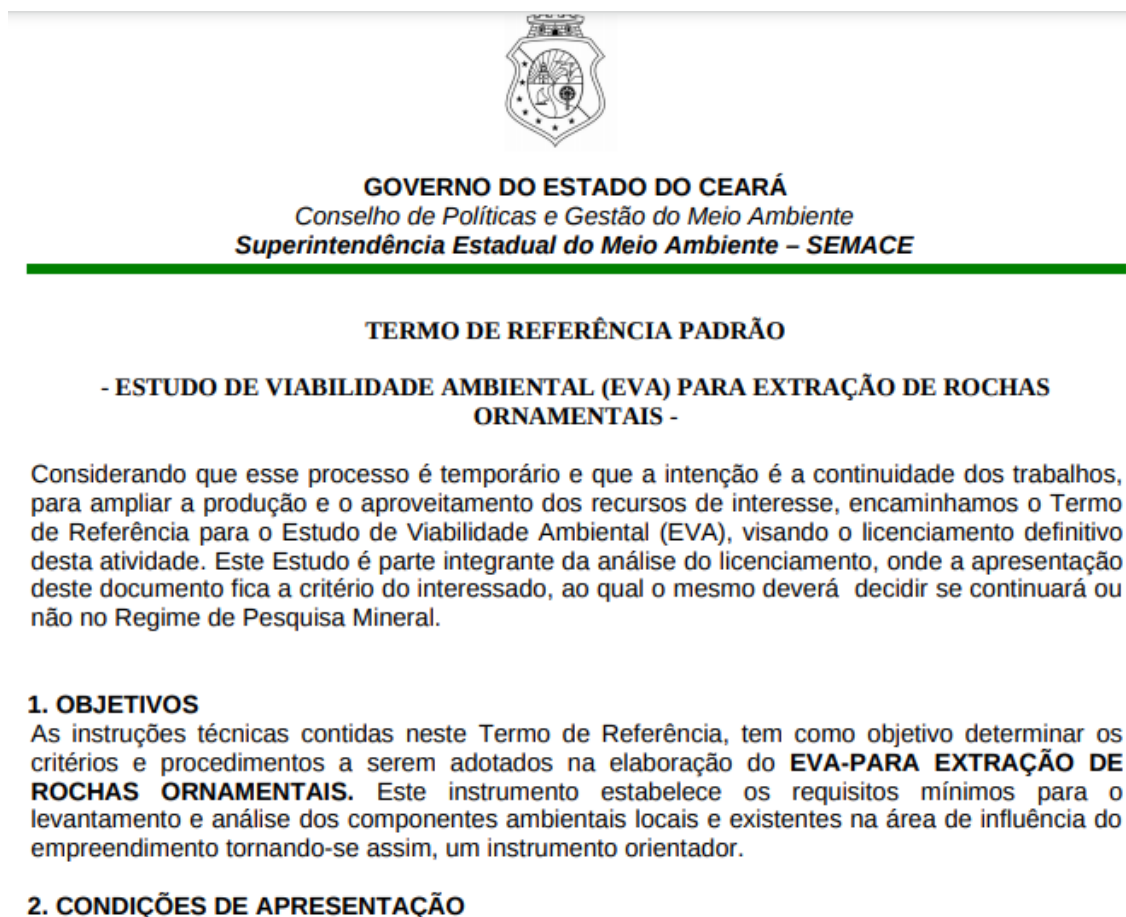 GOVERNO DO ESTADO DO CEARÁ
Conselho de Políticas e Gestão do Meio Ambiente
Superintendência Estadual do Meio Ambiente – SEMACE
TERMO DE REFERÊNCIA PADRÃO
- ESTUDO DE VIABILIDADE AMBIENTAL (EVA) PARA EXTRAÇÃO DE ROCHAS
ORNAMENTAIS -
Considerando que esse processo é temporário e que a intenção é a continuidade dos trabalhos,
para ampliar a produção e o aproveitamento dos recursos de interesse, encaminhamos o Termo
de Referência para o Estudo de Viabilidade Ambiental (EVA), visando o licenciamento definitivo
desta atividade. Este Estudo é parte integrante da análise do licenciamento, onde a apresentação
deste documento fica a critério do interessado, ao qual o mesmo deverá decidir se continuará ou
não no Regime de Pesquisa Mineral.
1. OBJETIVOS
As instruções técnicas contidas neste Termo de Referência, tem como objetivo determinar os
critérios e procedimentos a serem adotados na elaboração do EVA-PARA EXTRAÇÃO DE
ROCHAS ORNAMENTAIS. Este instrumento estabelece os requisitos mínimos para o
levantamento e análise dos componentes ambientais locais e existentes na área de influência do
empreendimento tornando-se assim, um instrumento orientador.
2. CONDIÇÕES DE APRESENTAÇÃO